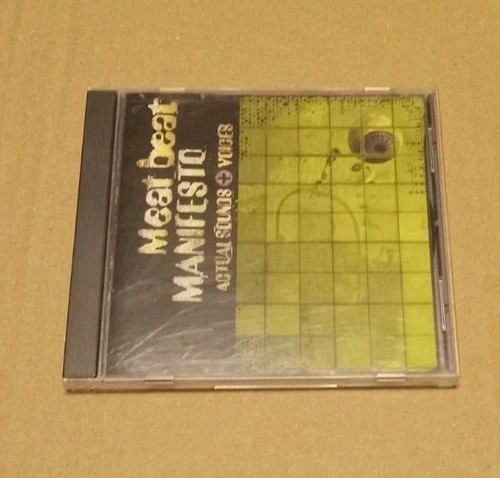 Meat beat
MANIFESTO
ACTUAL SOUNDS + VOICES